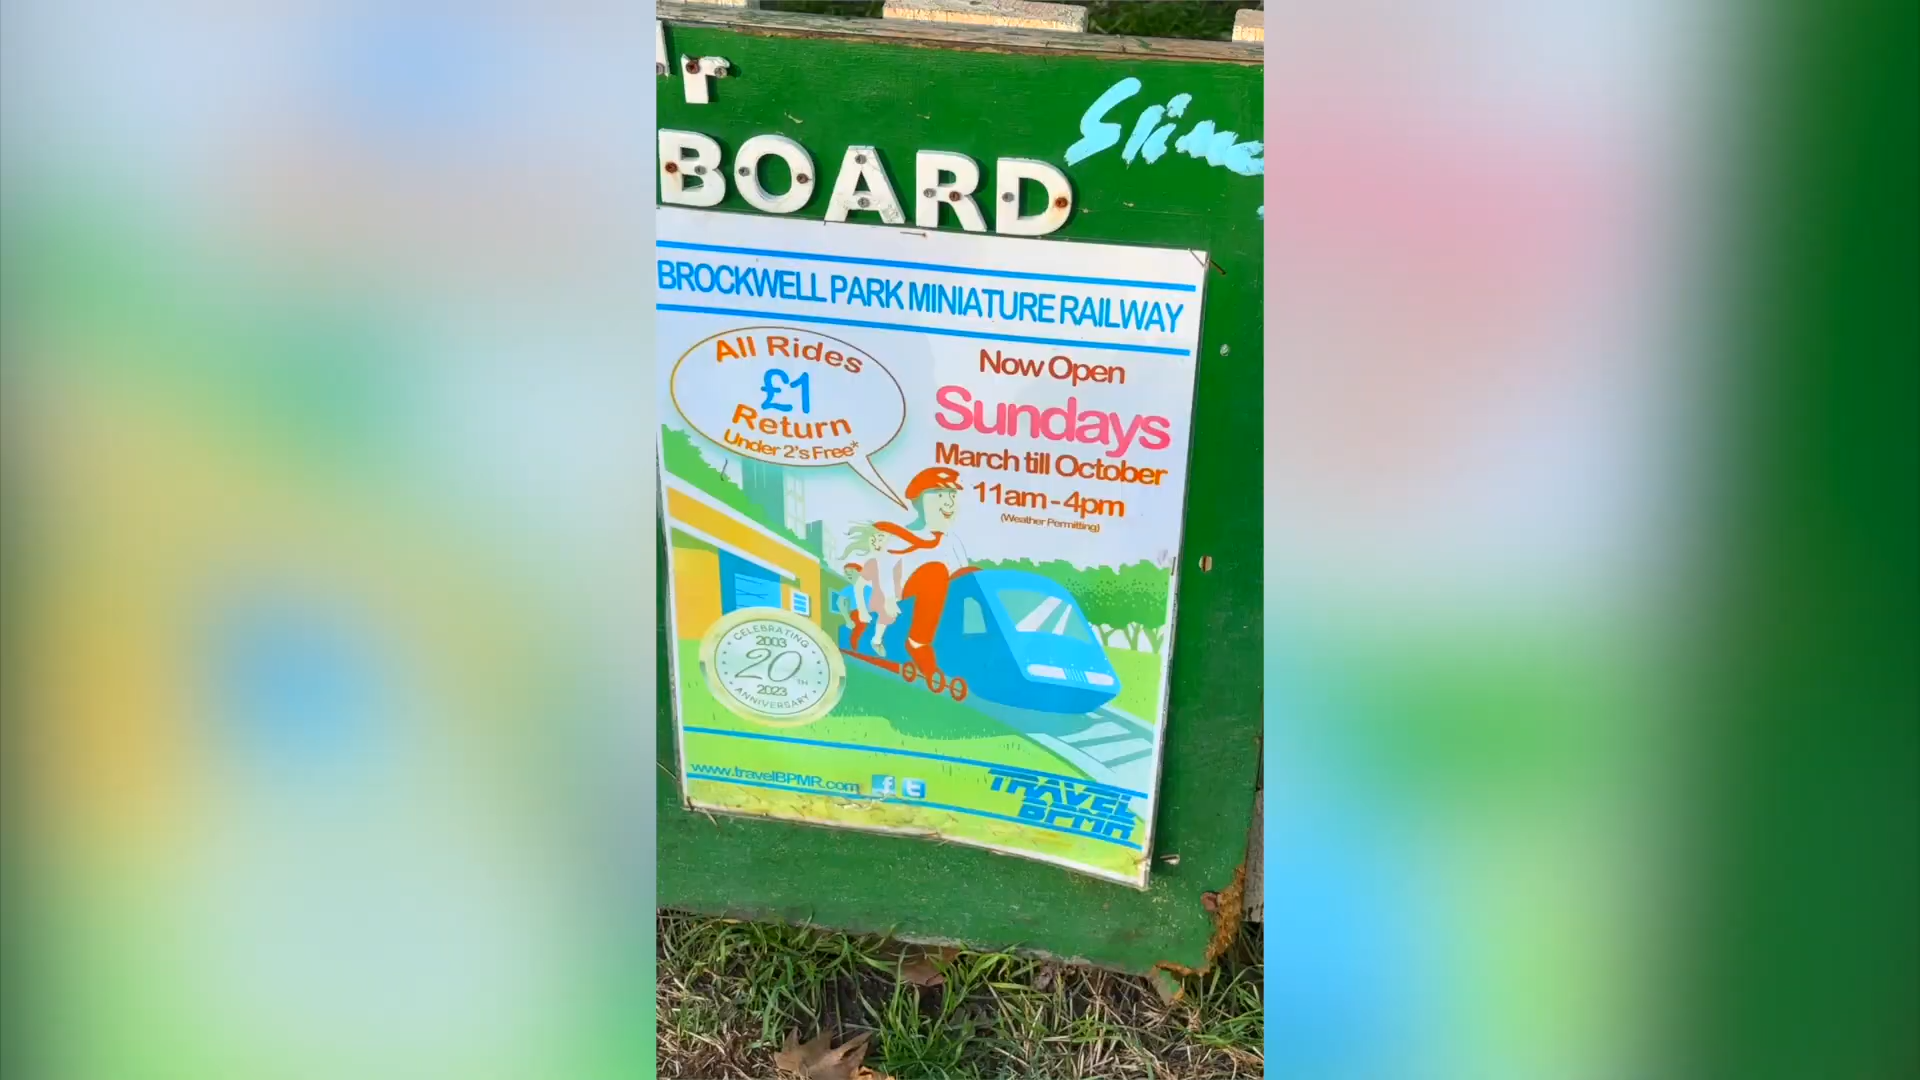 BOARD
BROCKWELL PARK MINIATURE RAILWAY
All Rides
£1
Return
Under 2's Free*
Now Open
Sundays
March till October
11am - 4pm
(Weather Permitting)
CELEBRATING
2003
20TH
2023
ANNIVERSARY
www.travelBPMR.com
TRAVEL
BPMR